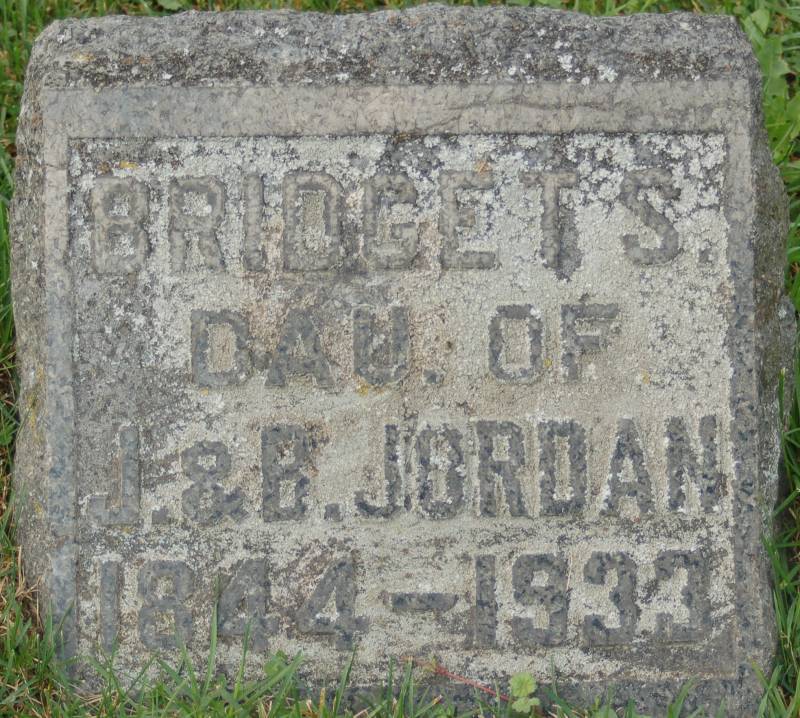 BRIDGET S.
DAU. OF
J. & B. JORDAN
1844-1933